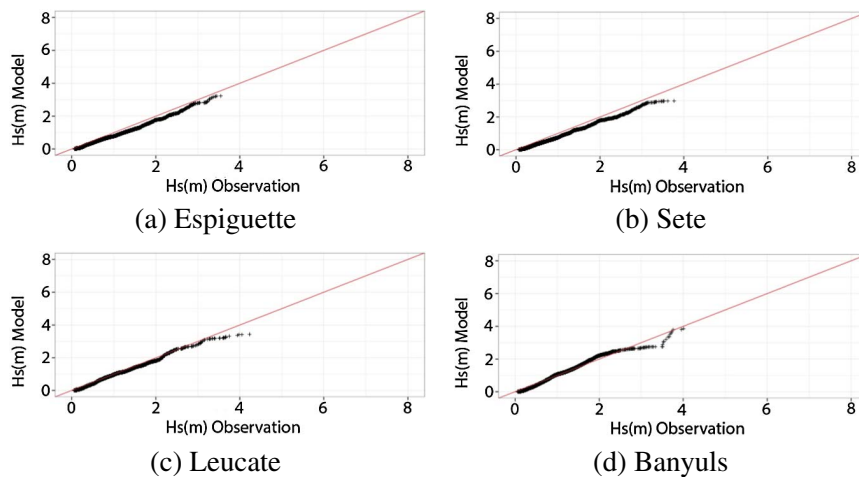 8
6
4
2
0
Hs(m) Model
0 2 4 6 8
Hs(m) Observation
(a) Espiguette
8
6
4
2
0
Hs(m) Model
0 2 4 6 8
Hs(m) Observation
(b) Sete
8
6
4
2
0
Hs(m) Model
0 2 4 6 8
Hs(m) Observation
(c) Leucate
8
6
4
2
0
Hs(m) Model
0 2 4 6 8
Hs(m) Observation
(d) Banyuls